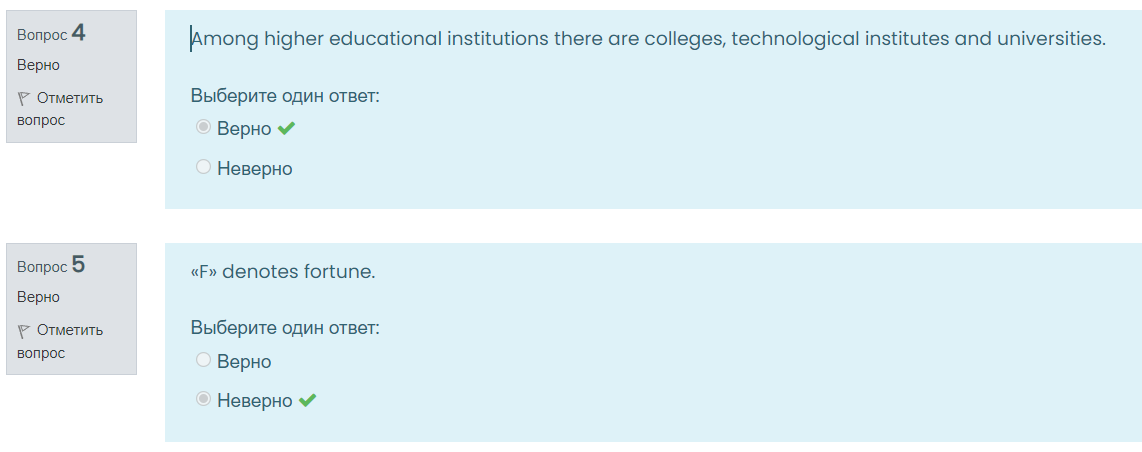 Вопрос 4
Верно
Отметить
вопрос
Among higher educational institutions there are colleges, technological institutes and universities.
Выберите один ответ:
Верно
Неверно
Вопрос 5
Верно
Отметить
вопрос
«F» denotes fortune.
Выберите один ответ:
Верно
Неверно